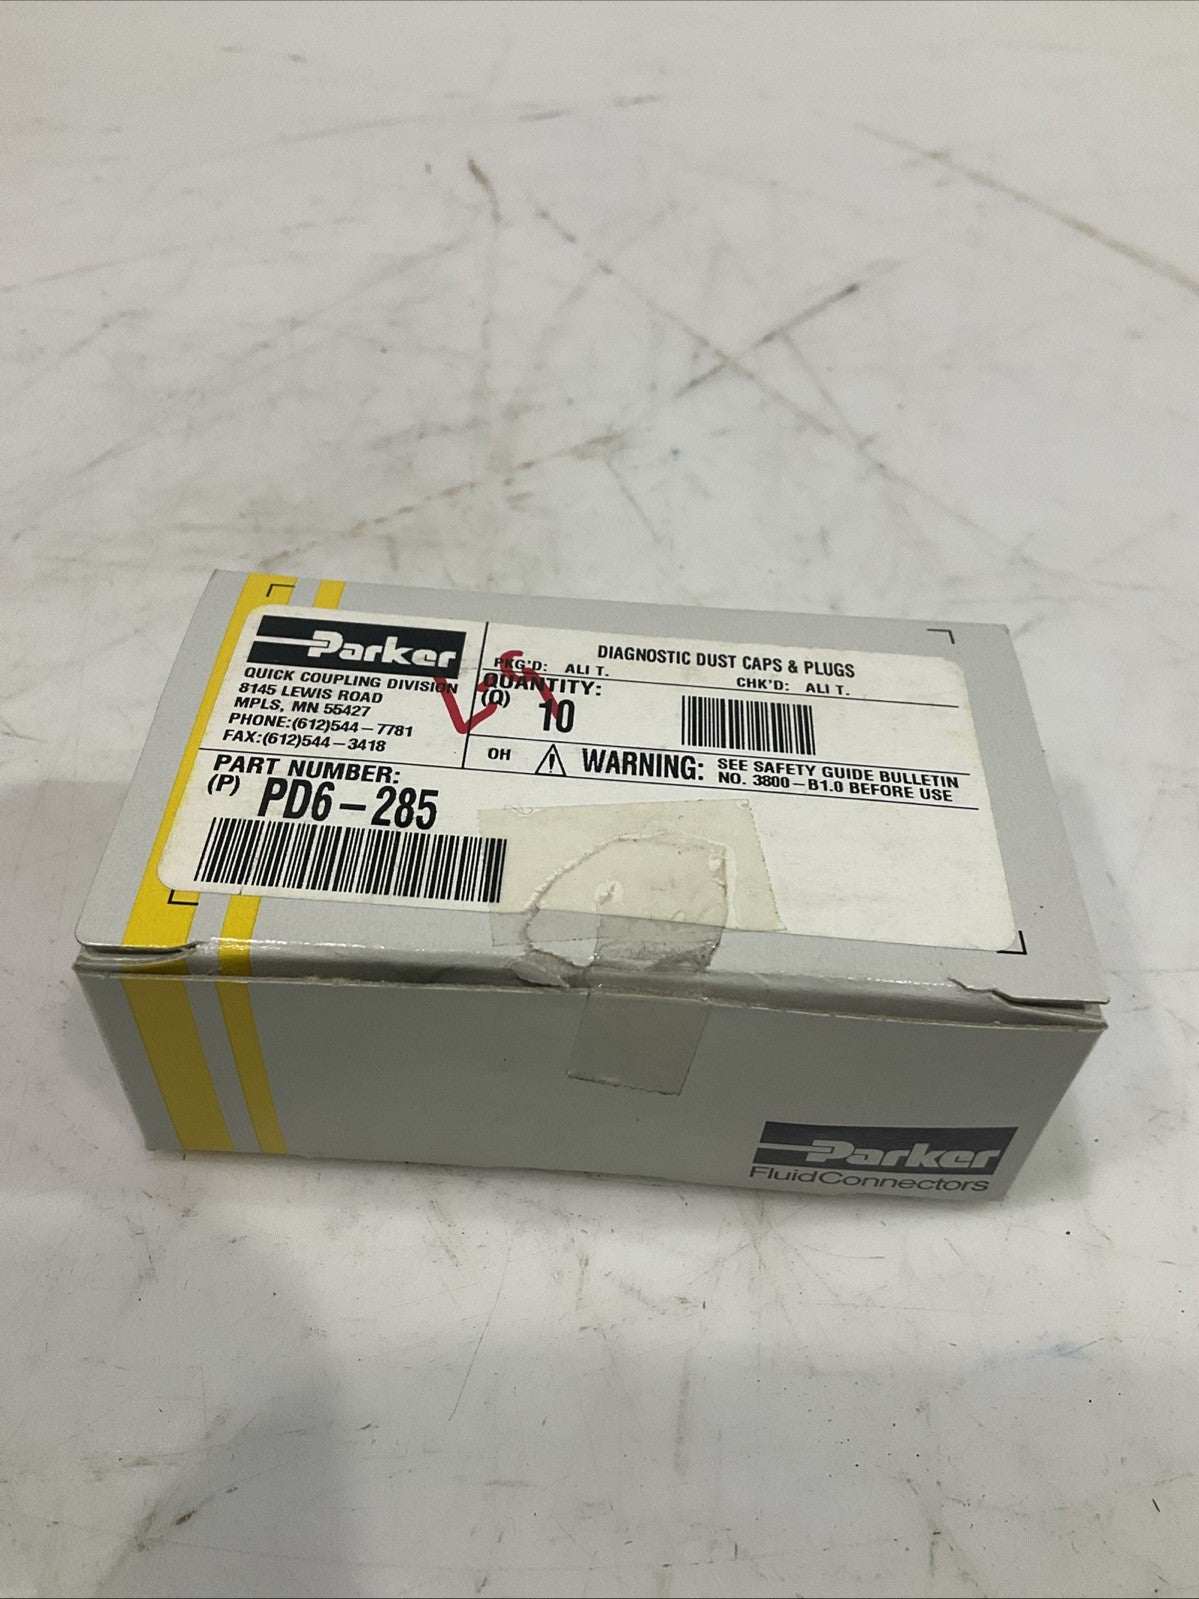 Parker
QUICK COUPLING DIVISION
8145 LEWIS ROAD
MPLS, MN 55427
PHONE:(612)544-7781
FAX:(612)544-3418
DIAGNOSTIC DUST CAPS & PLUGS
PKG'D: ALI T. CHK'D: ALI T.
QUANTITY:
(Q) 10
OH WARNING: SEE SAFETY GUIDE BULLETIN
NO. 3800-B1.0 BEFORE USE
PART NUMBER:
(P) PD6-285
Parker
FluidConnectors